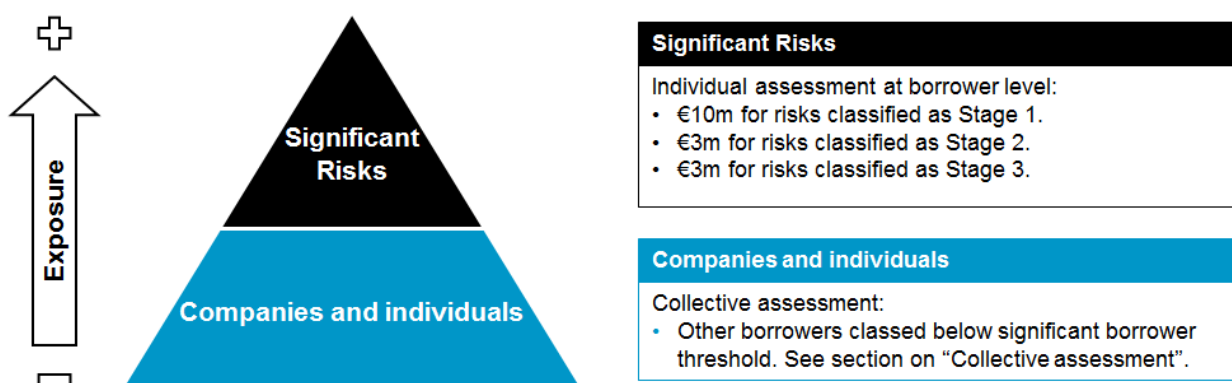 Exposure
Significant
Risks
Companies and individuals
Significant Risks
Individual assessment at borrower level:
• €10m for risks classified as Stage 1.
• €3m for risks classified as Stage 2.
• €3m for risks classified as Stage 3.
Companies and individuals
Collective assessment:
• Other borrowers classed below significant borrower
threshold. See section on “Collective assessment”.